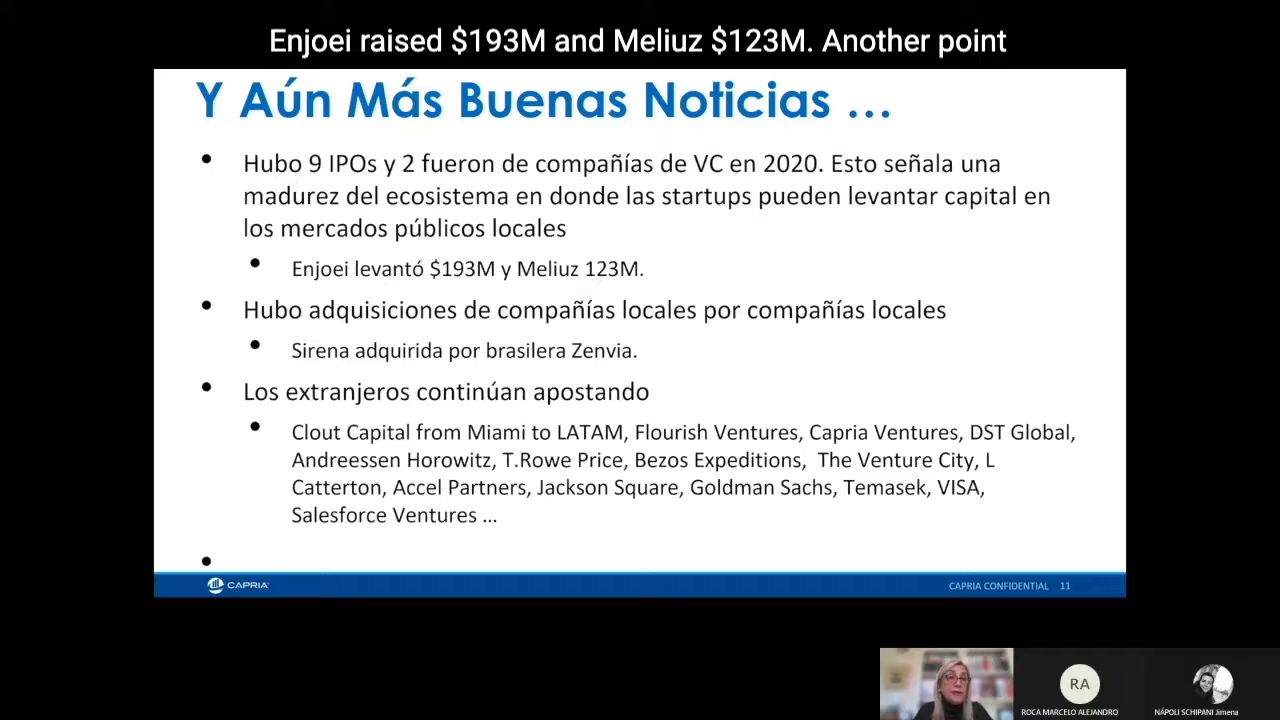 Enjoei raised $193M and Meliuz $123M. Another point
Y Aún Más Buenas Noticias …
• Hubo 9 IPOs y 2 fueron de compañías de VC en 2020. Esto señala una
madurez del ecosistema en donde las startups pueden levantar capital en
los mercados públicos locales
• Enjoei levantó $193M y Meliuz 123M.
• Hubo adquisiciones de compañías locales por compañías locales
• Sirena adquirida por brasilera Zenvia.
• Los extranjeros continúan apostando
• Clout Capital from Miami to LATAM, Flourish Ventures, Capria Ventures, DST Global,
Andreessen Horowitz, T.Rowe Price, Bezos Expeditions, The Venture City, L
Catterton, Accel Partners, Jackson Square, Goldman Sachs, Temasek, VISA,
Salesforce Ventures …
•
CAPRIA
CAPRIA CONFIDENTIAL 11
RA
ROCA MARCELO ALEJANDRO
NÁPOLI SCHIPANI Jimena